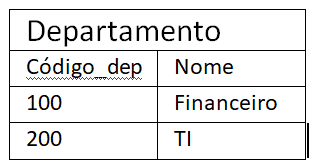 Departamento
Código_dep Nome
100 Financeiro
200 TI